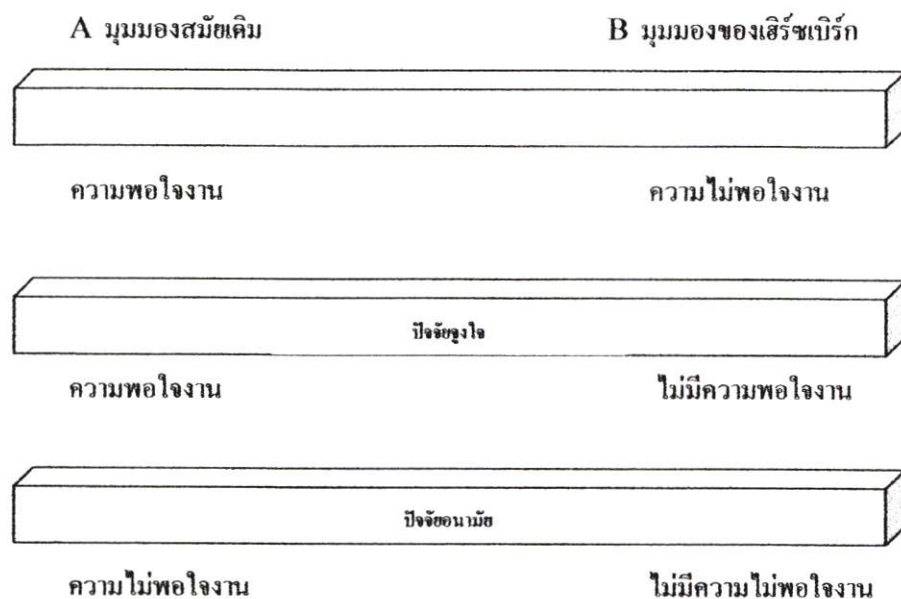 A มุมมองสมัยเดิม B มุมมองของเฮิร์ซเบิร์ก
ความพอใจงาน ความไม่พอใจงาน
ปัจจัยจูงใจ
ความพอใจงาน ไม่มีความพอใจงาน
ปัจจัยอนามัย
ความไม่พอใจงาน ไม่มีความไม่พอใจงาน